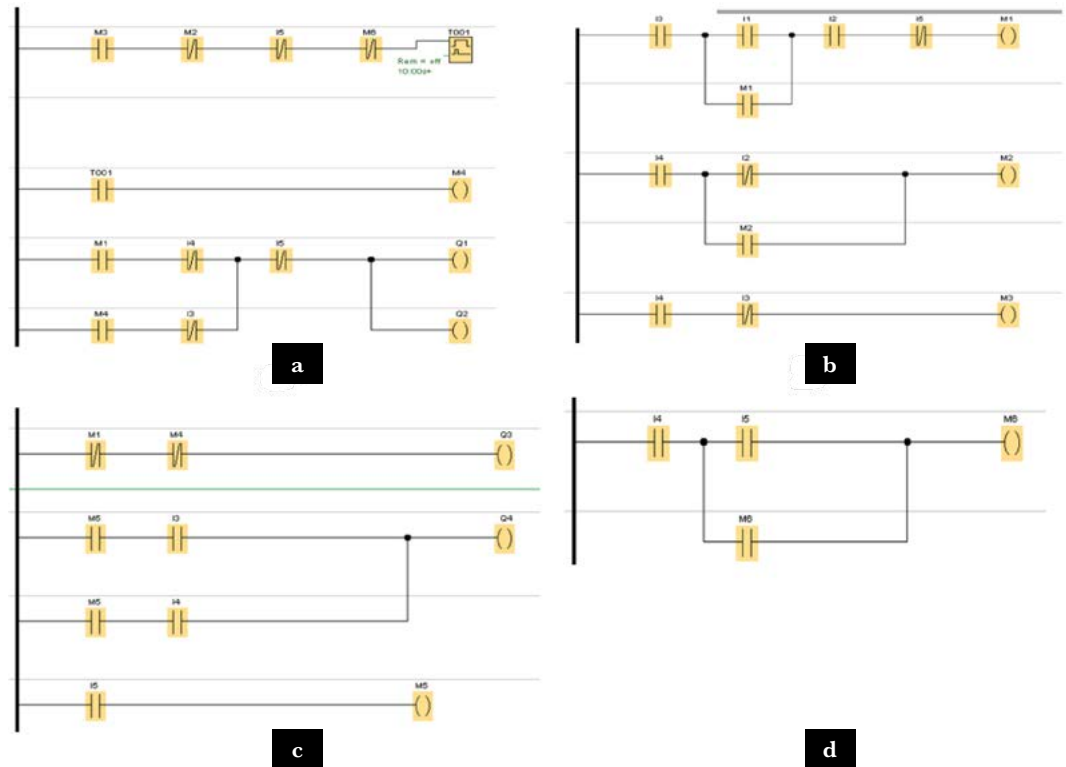 M3 M2 I5 M6 T001
Rem = off
10:00s+
T001 M4
M1 I4 I5 Q1
M4 I3 Q2
a
I3 I1 I2 I5 M1
M1
I4 I2 M2
M2
I4 I3 M3
b
M1 M4 Q3
M5 I3 Q4
M5 I4
I5 M5
c
I4 I5 M6
M6
d